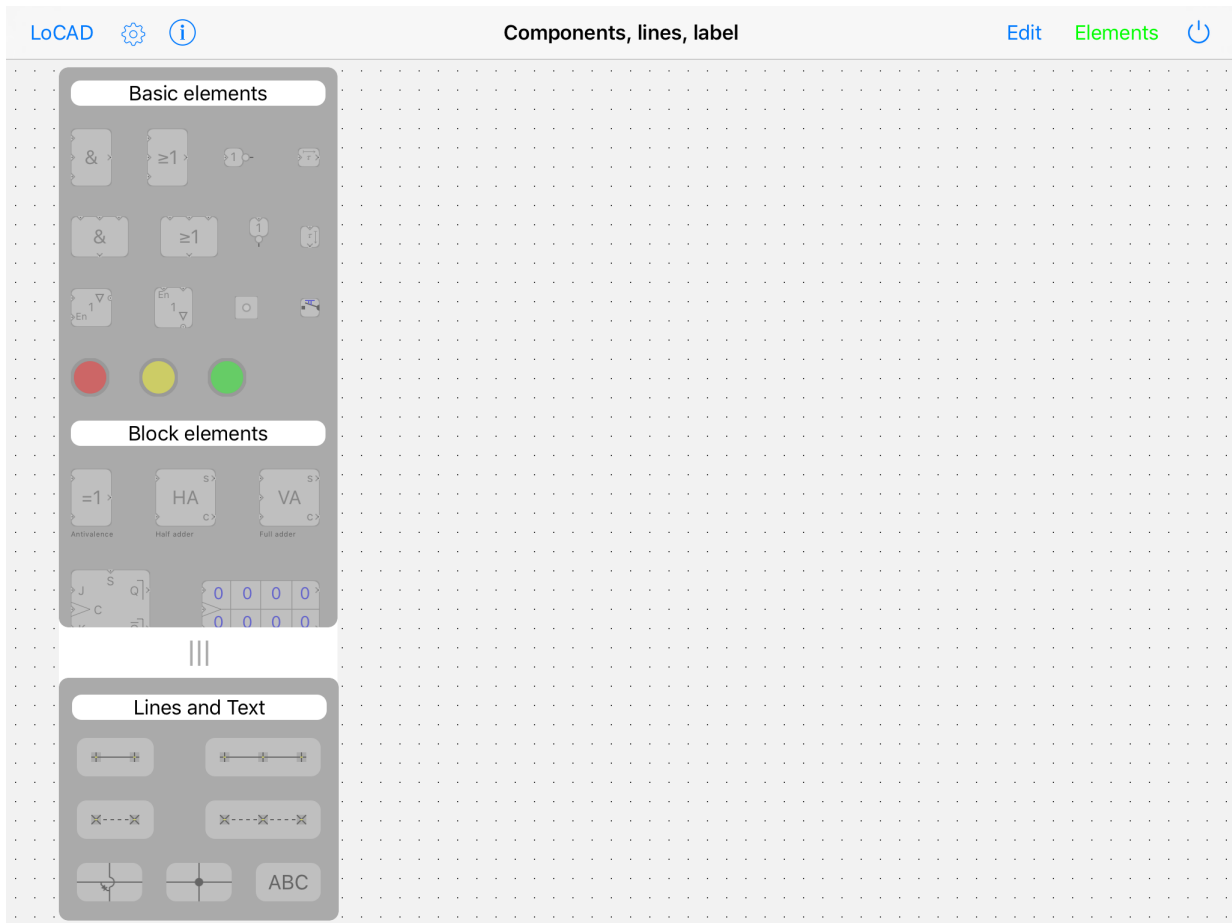 LoCAD Components, lines, label Edit Elements
Basic elements
& ≥1 1
& ≥1 1
1 ▽ En En 1 ▽
Block elements
=1 HA S C VA S C
Antivalence Half adder Full adder
S
J Q 0 0 0 0
C
0 0 0 0
Lines and Text
ABC